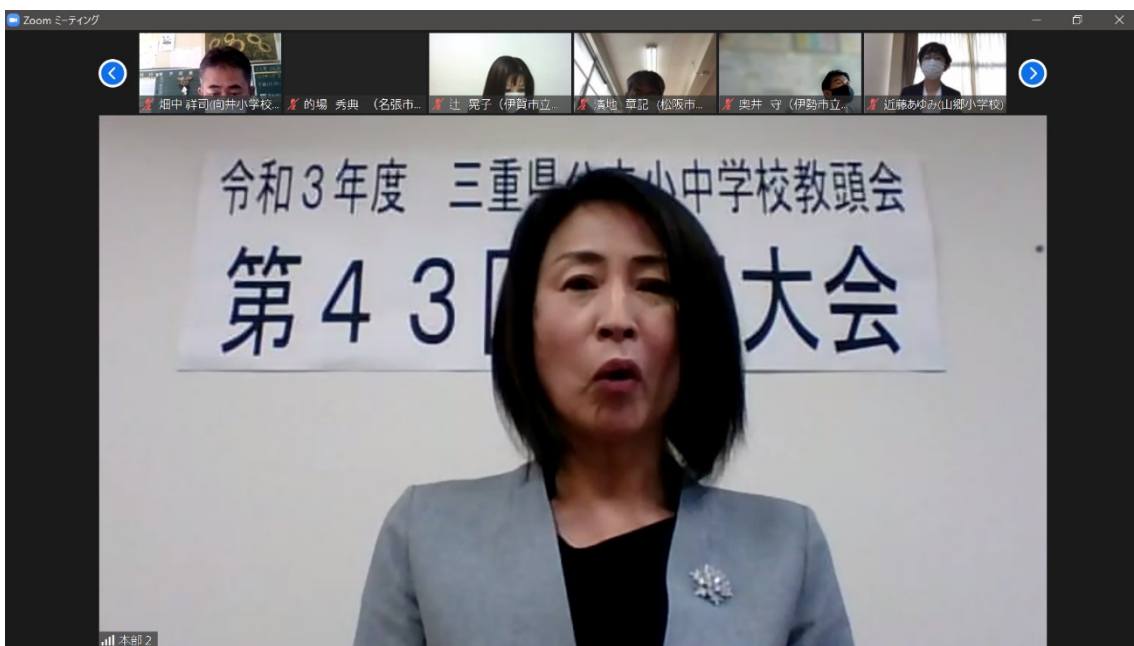 Zoom ミーティング
畑中 祥司(向井小学校...
的場 秀典 （名張市...
辻 晃子（伊賀市立...
濱地 章記（松阪市...
奥井 守（伊勢市立...
近藤あゆみ(山郷小学校)
令和３年度 三重県 小中学校教頭会
第４３ 大会
本部 2